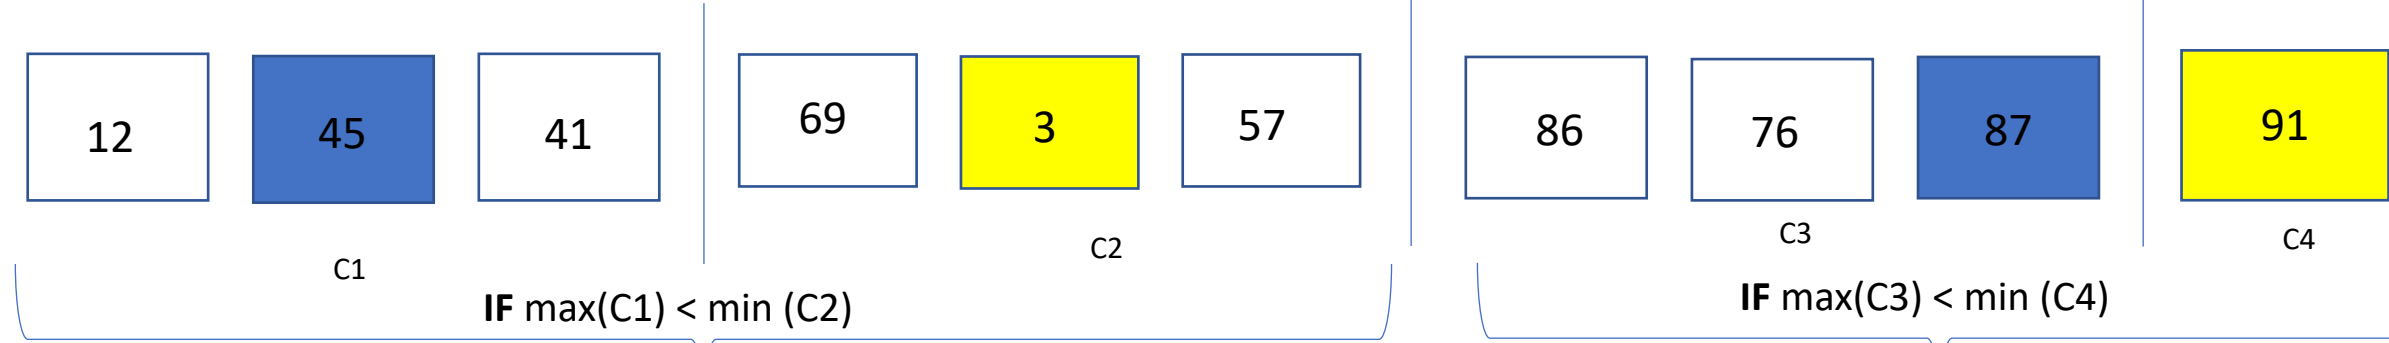 12 45 41 69 3 57 86 76 87 91
C1 C2 C3 C4
IF max(C1) < min (C2) IF max(C3) < min (C4)